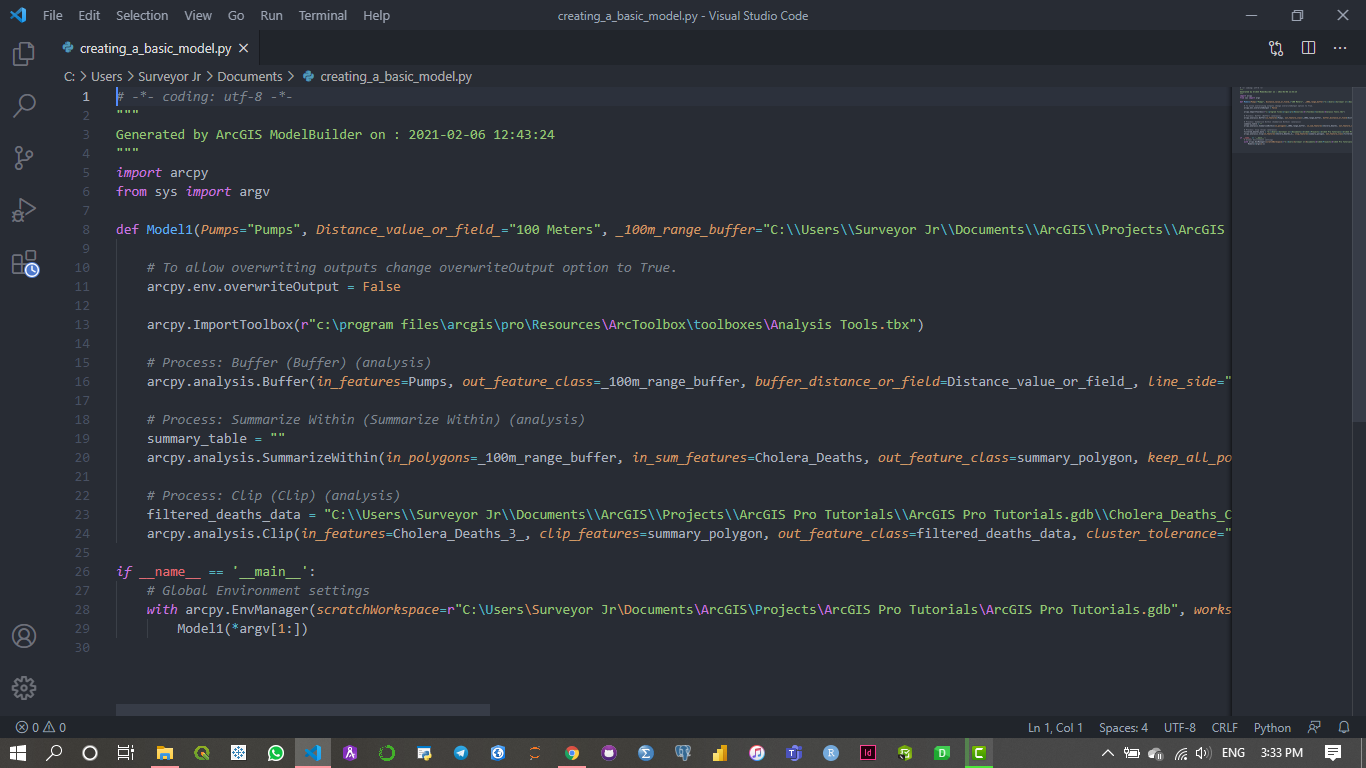 File Edit Selection View Go Run Terminal Help creating_a_basic_model.py - Visual Studio Code
creating_a_basic_model.py
C: > Users > Surveyor Jr > Documents > creating_a_basic_model.py
1 # -*- coding: utf-8 -*-
2 """
3 Generated by ArcGIS ModelBuilder on : 2021-02-06 12:43:24
4 """
5 import arcpy
6 from sys import argv
7
8 def Model1(Pumps="Pumps", Distance_value_or_field_="100 Meters", _100m_range_buffer="C:\\Users\\Surveyor Jr\\Documents\\ArcGIS\\Projects\\ArcGIS
9
10 # To allow overwriting outputs change overwriteOutput option to True.
11 arcpy.env.overwriteOutput = False
12
13 arcpy.ImportToolbox(r"c:\program files\arcgis\pro\Resources\ArcToolbox\toolboxes\Analysis Tools.tbx")
14
15 # Process: Buffer (Buffer) (analysis)
16 arcpy.analysis.Buffer(in_features=Pumps, out_feature_class=_100m_range_buffer, buffer_distance_or_field=Distance_value_or_field_, line_side="
17
18 # Process: Summarize Within (Summarize Within) (analysis)
19 summary_table = ""
20 arcpy.analysis.SummarizeWithin(in_polygons=_100m_range_buffer, in_sum_features=Cholera_Deaths, out_feature_class=summary_polygon, keep_all_po
21
22 # Process: Clip (Clip) (analysis)
23 filtered_deaths_data = "C:\\Users\\Surveyor Jr\\Documents\\ArcGIS\\Projects\\ArcGIS Pro Tutorials\\ArcGIS Pro Tutorials.gdb\\Cholera_Deaths_C
24 arcpy.analysis.Clip(in_features=Cholera_Deaths_3_, clip_features=summary_polygon, out_feature_class=filtered_deaths_data, cluster_tolerance="
25
26 if __name__ == '__main__':
27 # Global Environment settings
28 with arcpy.EnvManager(scratchWorkspace=r"C:\Users\Surveyor Jr\Documents\ArcGIS\Projects\ArcGIS Pro Tutorials\ArcGIS Pro Tutorials.gdb", works
29 Model1(*argv[1:])
30
0 0 Ln 1, Col 1 Spaces: 4 UTF-8 CRLF Python
ENG 3:33 PM